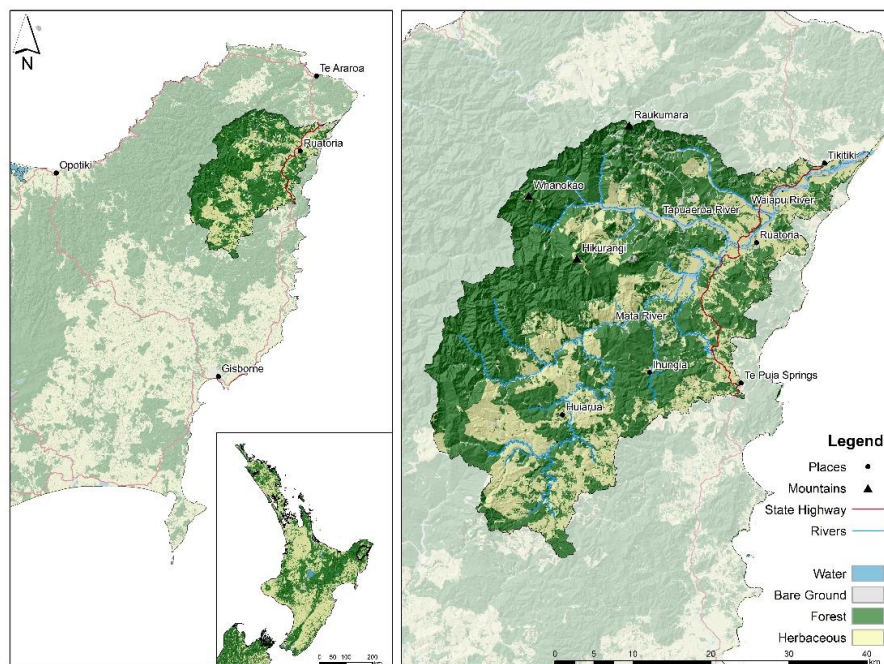 N
Te Araroa
Ruatoria
Opotiki
Gisborne
0 50 100 200
km
Raukumara
Tikitiki
Whanokao
Waiapu River
Tapuaeroa River
Ruatoria
Hikurangi
Mata River
Ihungia
Te Puia Springs
Huiarua
Legend
Places
Mountains
State Highway
Rivers
Water
Bare Ground
Forest
Herbaceous
0 10 20 30 40
km